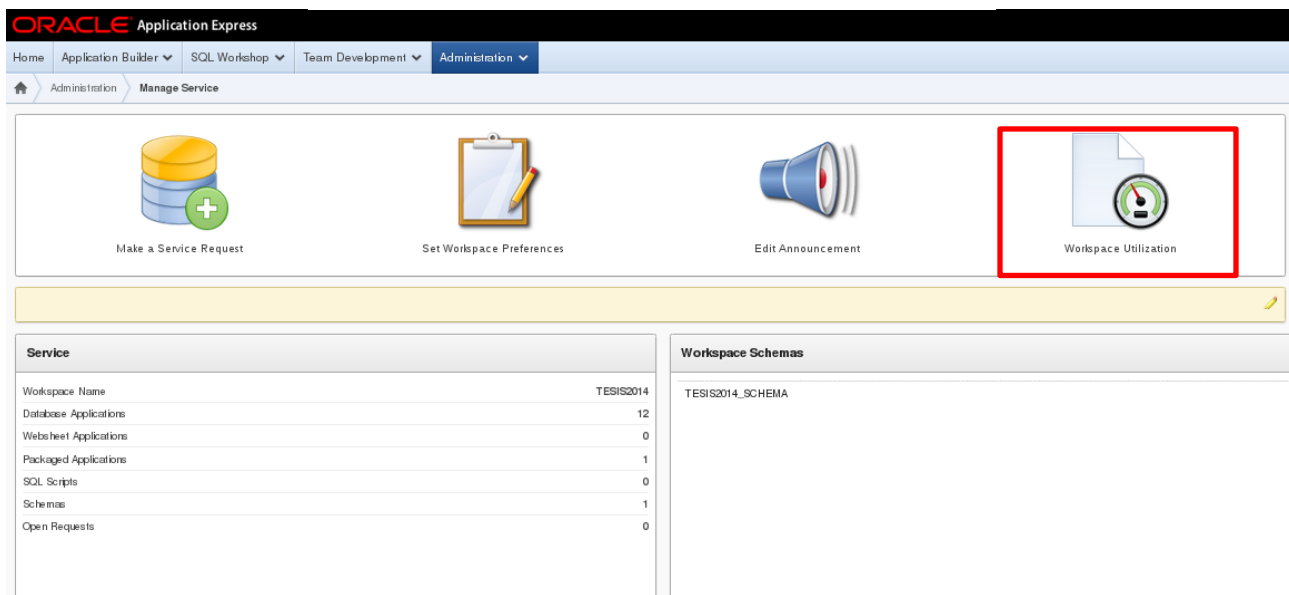 ORACLE Application Express
Home Application Builder SQL Workshop Team Development Administration
Administration Manage Service
Make a Service Request Set Workspace Preferences Edit Announcement Workspace Utilization
Service
Workspace Name TESIS2014
Database Applications 12
Websheet Applications 0
Packaged Applications 1
SQL Scripts 0
Schemas 1
Open Requests 0
Workspace Schemas
TESIS2014_SCHEMA